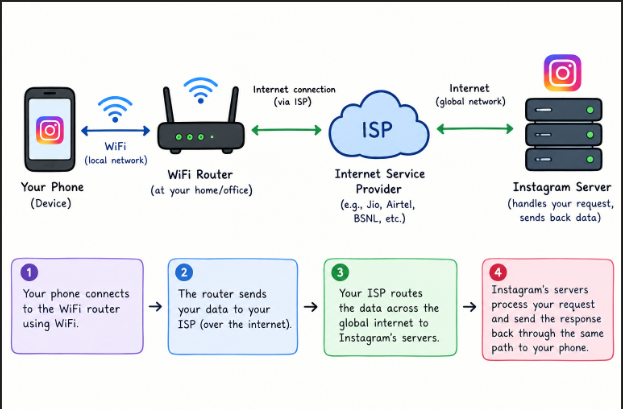 Internet connection
(via ISP)
Internet
(global network)
ISP
WiFi
(local network)
Your Phone
(Device)
WiFi Router
(at your home/office)
Internet Service
Provider
(e.g., Jio, Airtel,
BSNL, etc.)
Instagram Server
(handles your request,
sends back data)
1
Your phone connects
to the WiFi router
using WiFi.
2
The router sends
your data to your
ISP (over the internet).
3
Your ISP routes
the data across the
global internet to
Instagram's servers.
4
Instagram's servers
process your request
and send the response
back through the same
path to your phone.